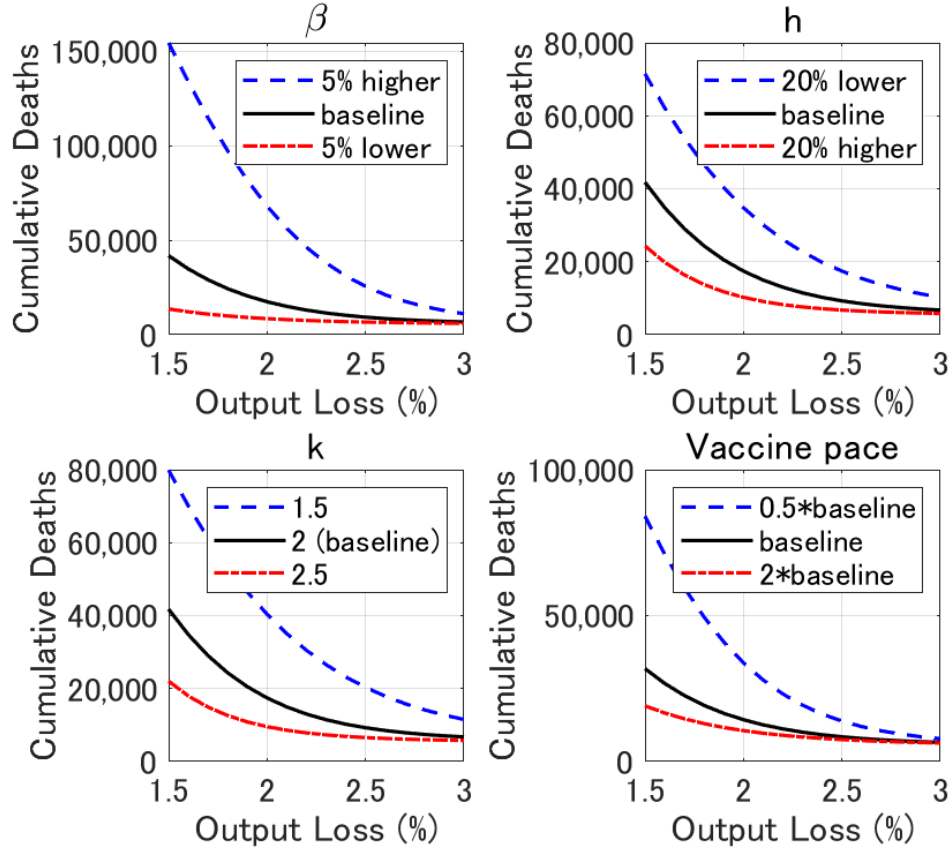 β
Cumulative Deaths
150,000
100,000
50,000
0
5% higher
baseline
5% lower
1.5
2
2.5
3
Output Loss (%)
h
Cumulative Deaths
80,000
60,000
40,000
20,000
0
20% lower
baseline
20% higher
1.5
2
2.5
3
Output Loss (%)
k
Cumulative Deaths
80,000
60,000
40,000
20,000
0
1.5
2 (baseline)
2.5
1.5
2
2.5
3
Output Loss (%)
Vaccine pace
Cumulative Deaths
100,000
50,000
0
0.5*baseline
baseline
2*baseline
1.5
2
2.5
3
Output Loss (%)